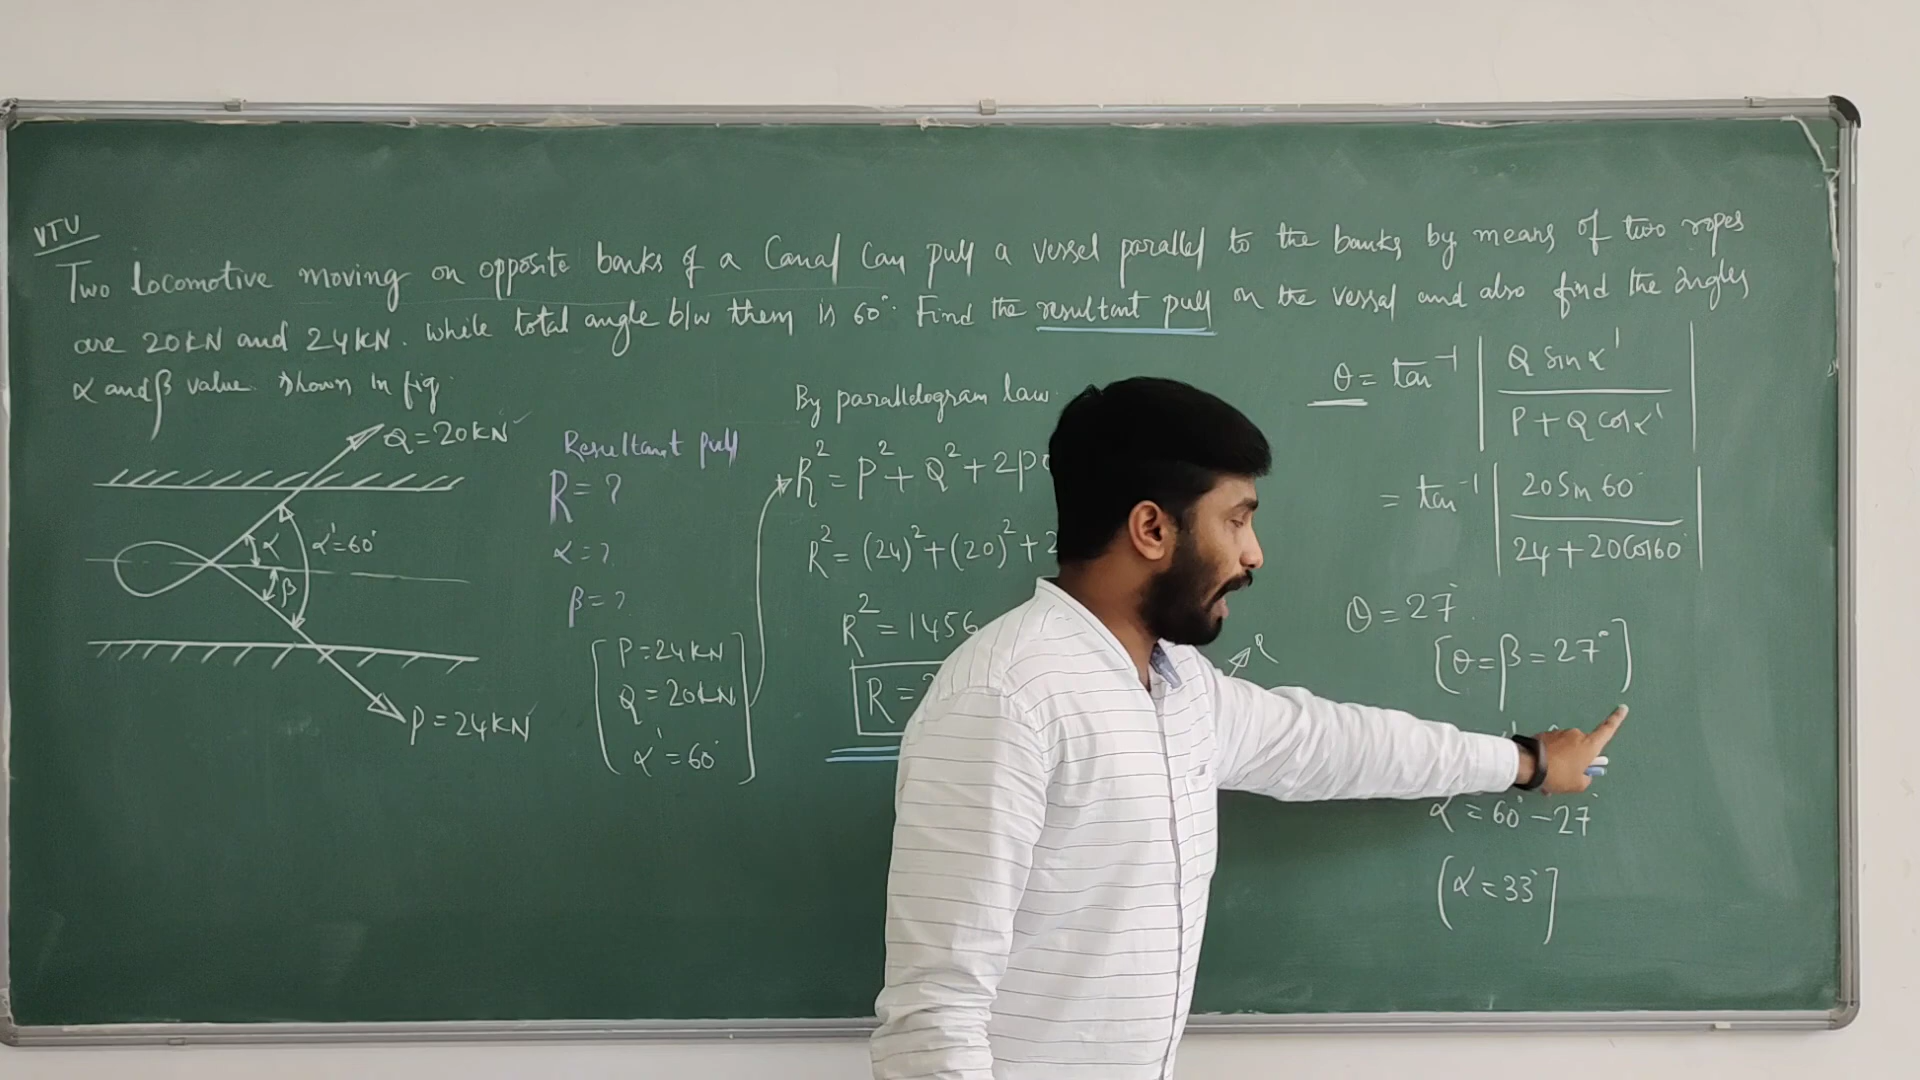 VTU
Two locomotive moving on opposite banks of a Canal can pull a vessel parallel to the banks by means of two ropes
are 20KN and 24KN. while total angle b/w them is 60° Find the resultant pull on the vessal and also find the angles
α and β value shown in fig.
Q=20KN
α
α'=60°
β
P=24KN
Resultant pull
R=?
α=?
β=?
P=24KN
Q=20KN
α'=60°
By paralldogram law
R²=P²+Q²+2P
R²=(24)²+(20)²+2
R²=1456
R=
θ=tan⁻¹ | Q sin α' / P+Q cos α' |
=tan⁻¹ | 20 Sin 60° / 24+20 Cos 60° |
θ=27°.
[θ=β=27°]
α=60°-27°
[α=33°]